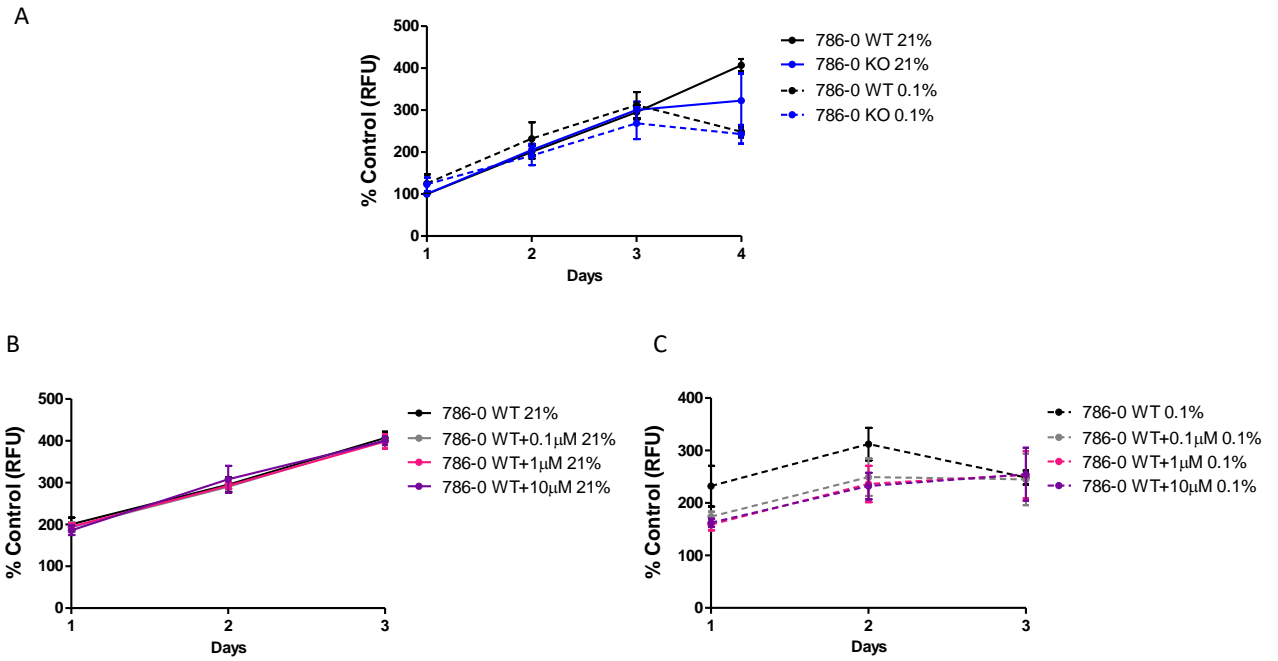 A
% Control (RFU)
500
400
300
200
100
0
1
2
3
4
Days
786-0 WT 21%
786-0 KO 21%
786-0 WT 0.1%
786-0 KO 0.1%
B
% Control (RFU)
500
400
300
200
100
0
1
2
3
Days
786-0 WT 21%
786-0 WT+0.1μM 21%
786-0 WT+1μM 21%
786-0 WT+10μM 21%
C
% Control (RFU)
400
300
200
100
0
1
2
3
Days
786-0 WT 0.1%
786-0 WT+0.1μM 0.1%
786-0 WT+1μM 0.1%
786-0 WT+10μM 0.1%